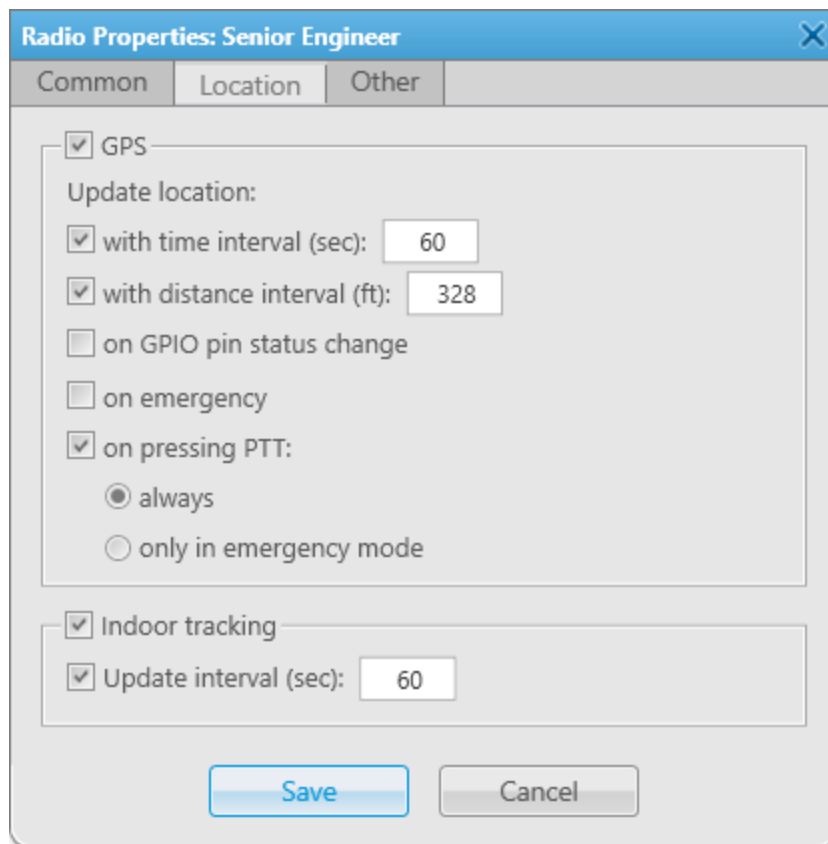 Radio Properties: Senior Engineer
Common Location Other
GPS
Update location:
with time interval (sec): 60
with distance interval (ft): 328
on GPIO pin status change
on emergency
on pressing PTT:
always
only in emergency mode
Indoor tracking
Update interval (sec): 60
Save Cancel